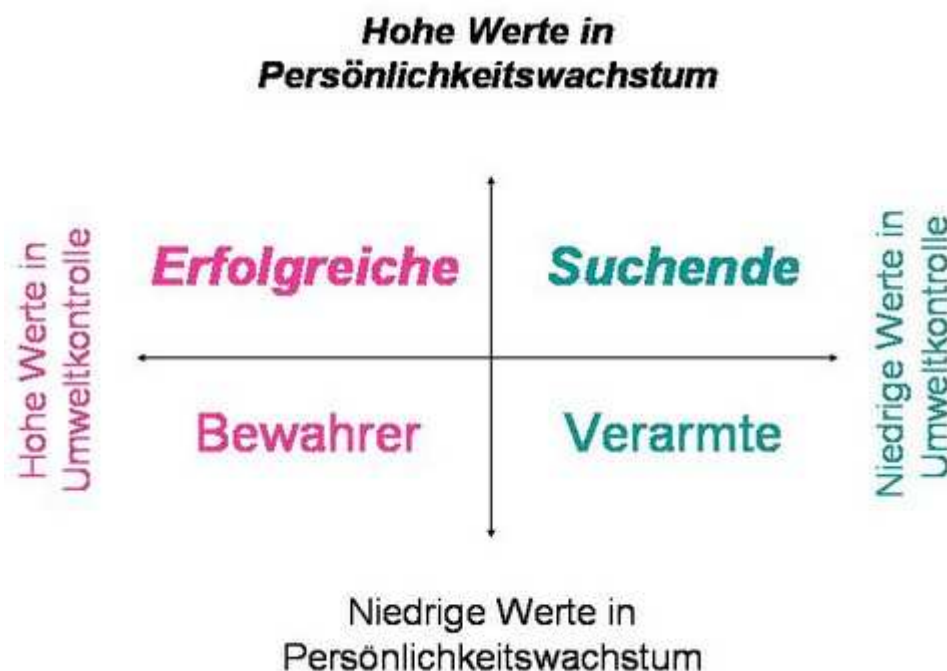 Hohe Werte in
Persönlichkeitswachstum
Hohe Werte in
Umweltkontrolle
Erfolgreiche
Suchende
Niedrige Werte in
Umweltkontrolle
Bewahrer
Verarmte
Niedrige Werte in
Persönlichkeitswachstum